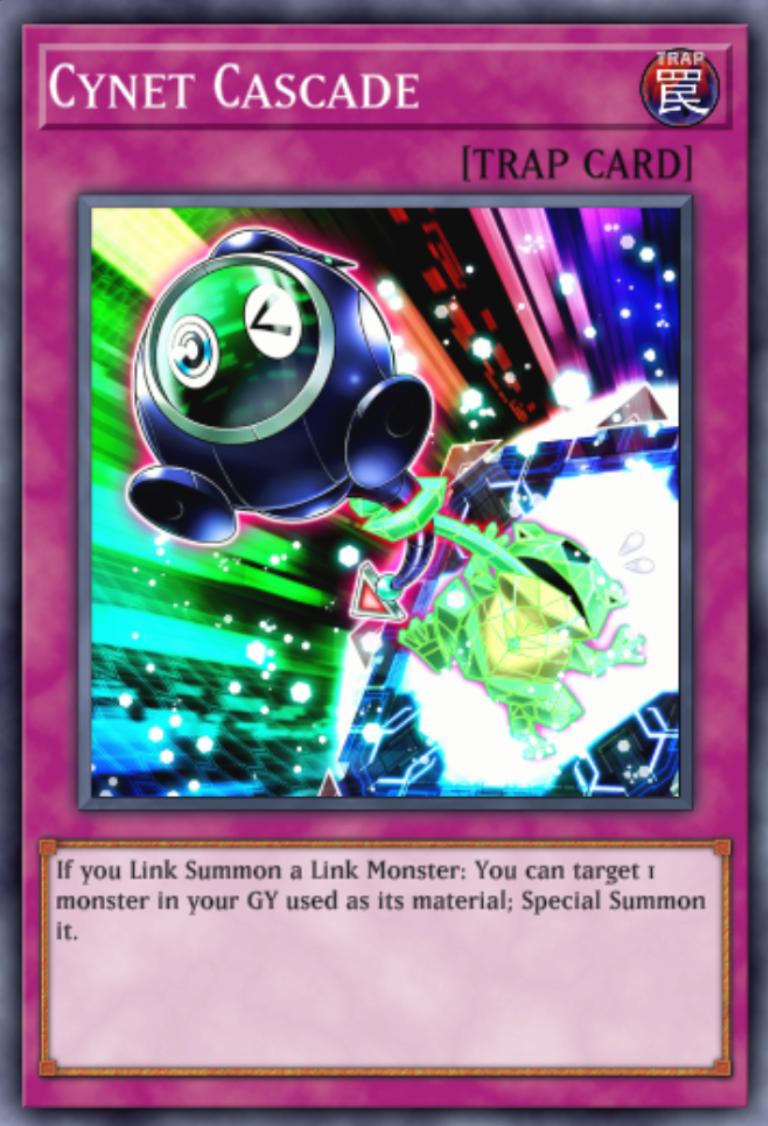 Cynet Cascade
TRAP
罠
[TRAP CARD]
If you Link Summon a Link Monster: You can target 1
monster in your GY used as its material; Special Summon
it.